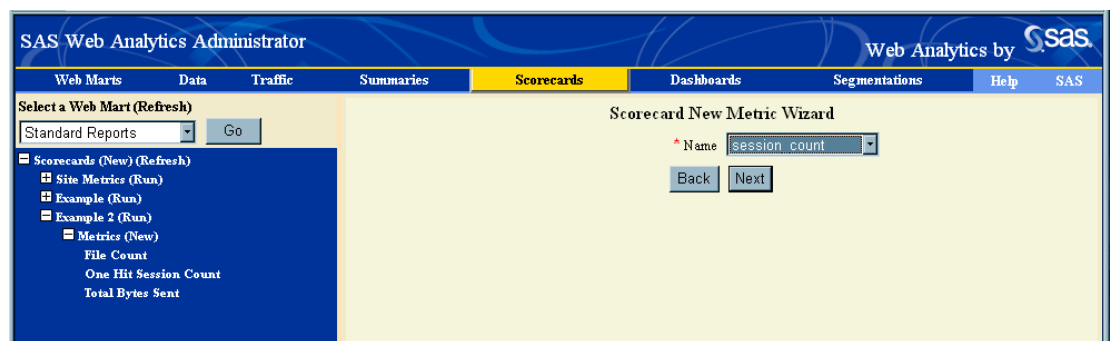 SAS Web Analytics Administrator
Web Analytics by sas.
Web Marts Data Traffic Summaries Scorecards Dashboards Segmentations Help SAS
Select a Web Mart (Refresh)
Standard Reports Go
Scorecards (New) (Refresh)
Site Metrics (Run)
Example (Run)
Example 2 (Run)
Metrics (New)
File Count
One Hit Session Count
Total Bytes Sent
Scorecard New Metric Wizard
* Name session_count
Back Next